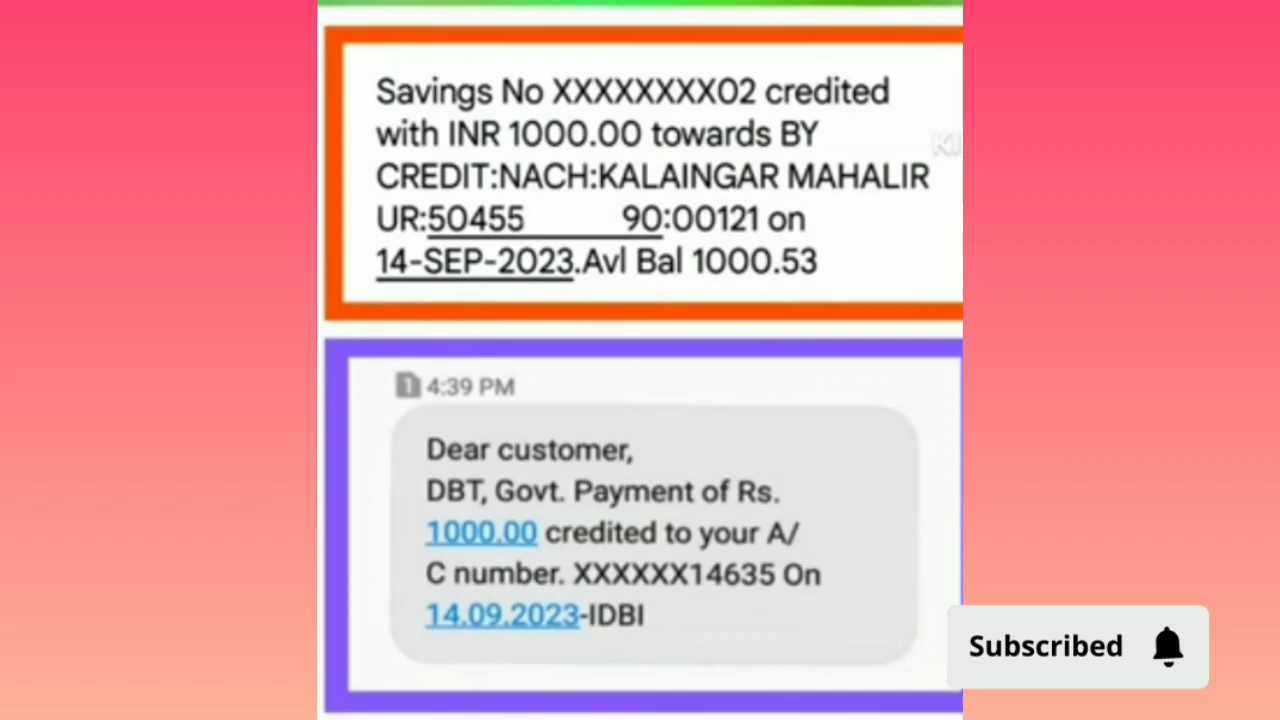 Savings No XXXXXXXX02 credited
with INR 1000.00 towards BY
CREDIT:NACH:KALAINGAR MAHALIR
UR:50455 90:00121 on
14-SEP-2023.Avl Bal 1000.53
1 4:39 PM
Dear customer,
DBT, Govt. Payment of Rs.
1000.00 credited to your A/
C number. XXXXXX14635 On
14.09.2023-IDBI
Subscribed